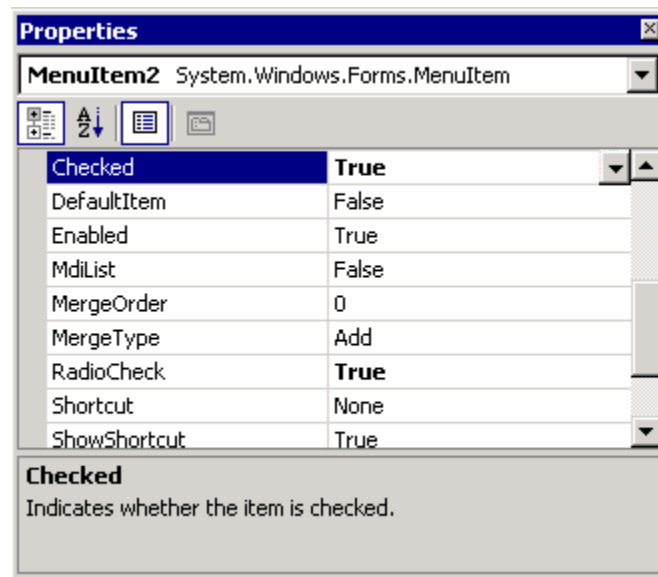 Properties
MenuItem2 System.Windows.Forms.MenuItem
Checked True
DefaultItem False
Enabled True
MdiList False
MergeOrder 0
MergeType Add
RadioCheck True
Shortcut None
ShowShortcut True
Checked
Indicates whether the item is checked.